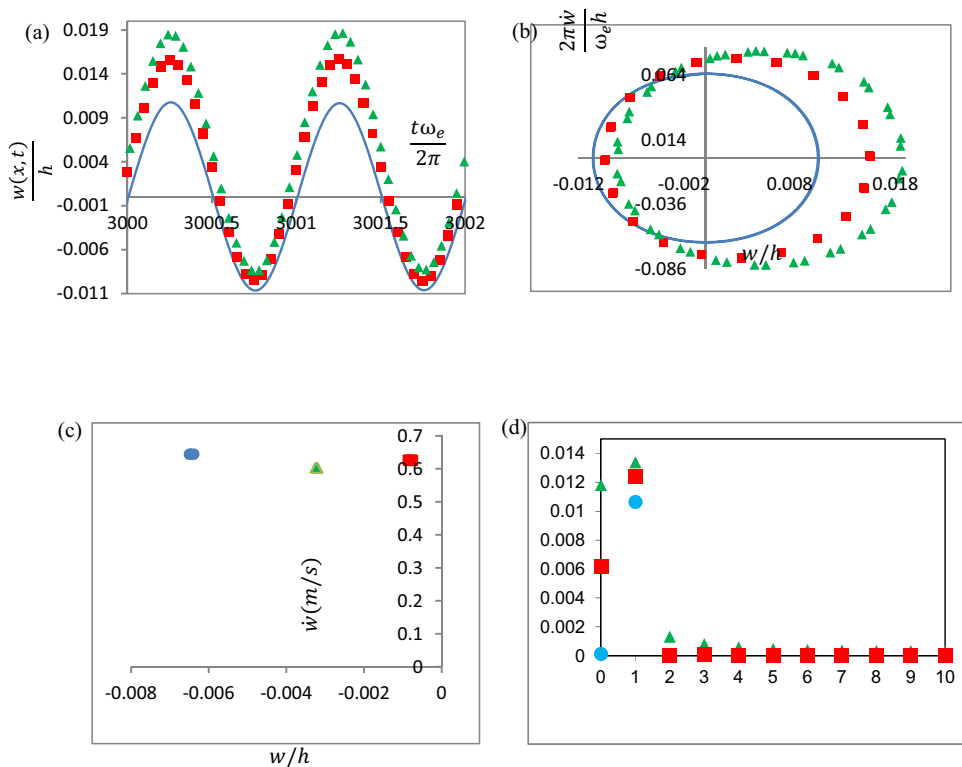 (a)
w(x, t)
h
0.019
0.014
0.009
0.004
-0.001
-0.006
-0.011
3000
3000.5
3001
3001.5
3002
tω_e
2π
(b)
2πẇ
ω_e h
0.064
0.014
-0.036
-0.086
-0.012
-0.002
0.008
0.018
w/h
(c)
0.7
0.6
0.5
0.4
0.3
0.2
0.1
0
ẇ(m/s)
-0.008
-0.006
-0.004
-0.002
0
w/h
(d)
0.014
0.012
0.01
0.008
0.006
0.004
0.002
0
0 1 2 3 4 5 6 7 8 9 10